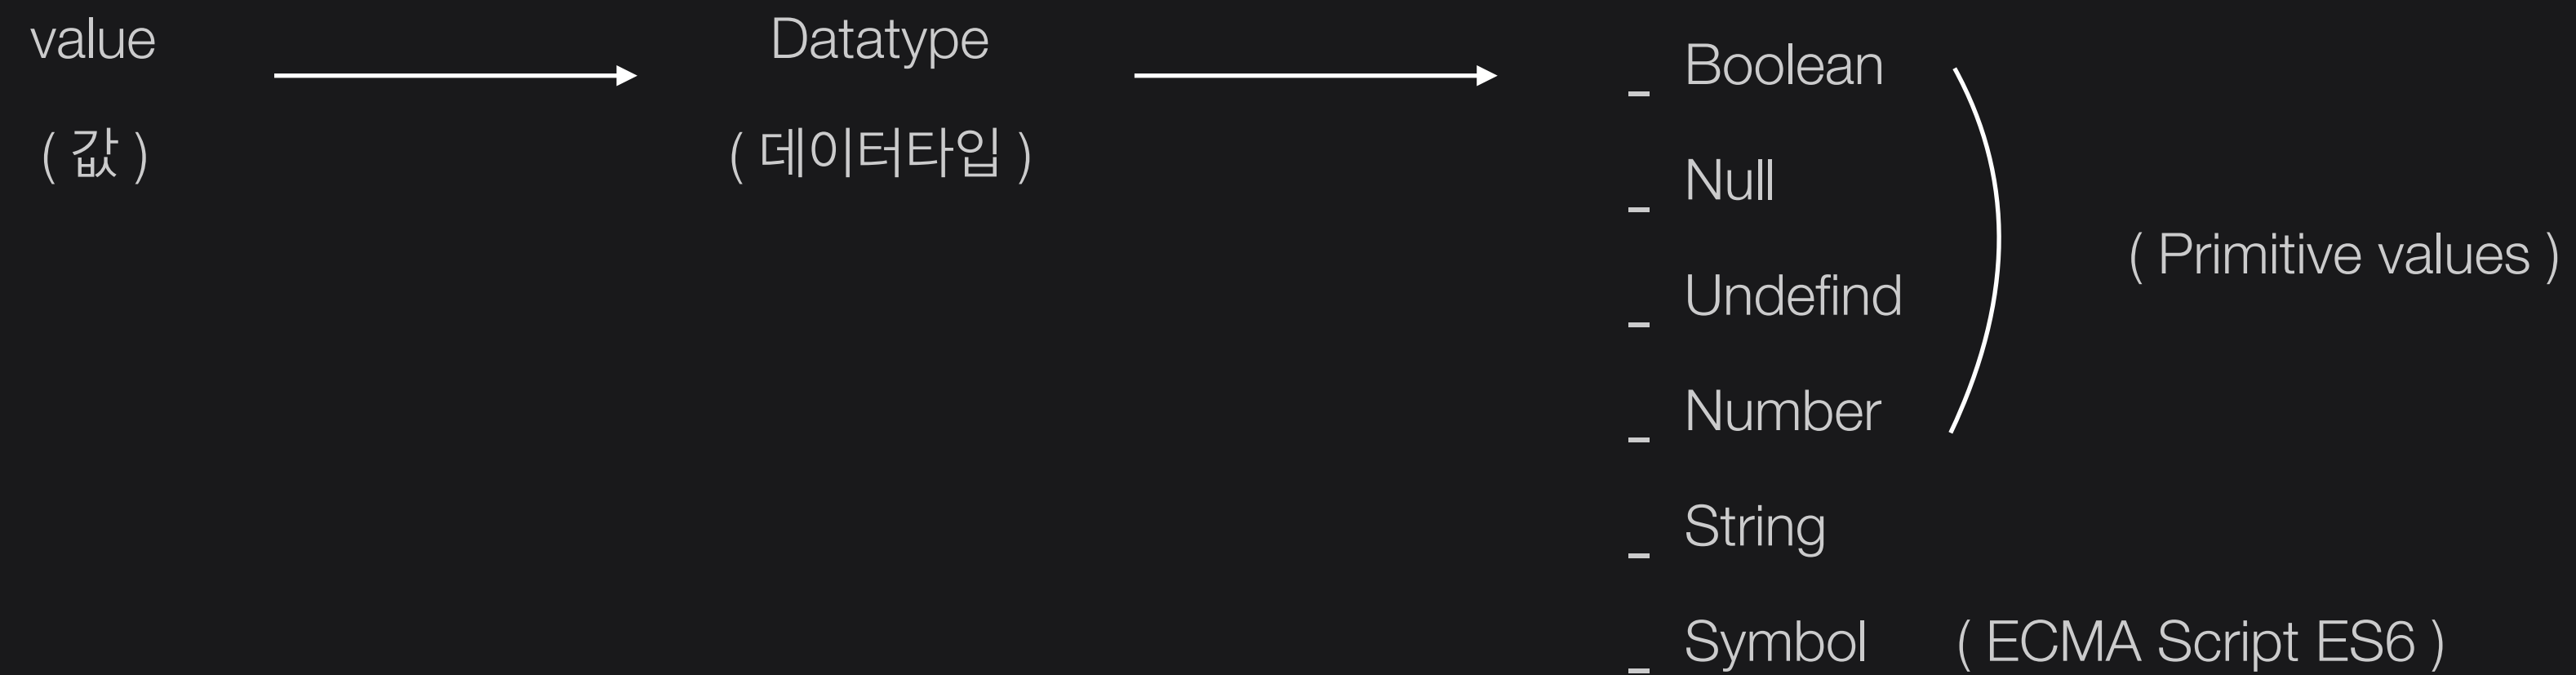 value
( 값 )
Datatype
( 데이터타입 )
- Boolean
- Null
- Undefind
- Number
( Primitive values )
- String
- Symbol ( ECMA Script ES6 )